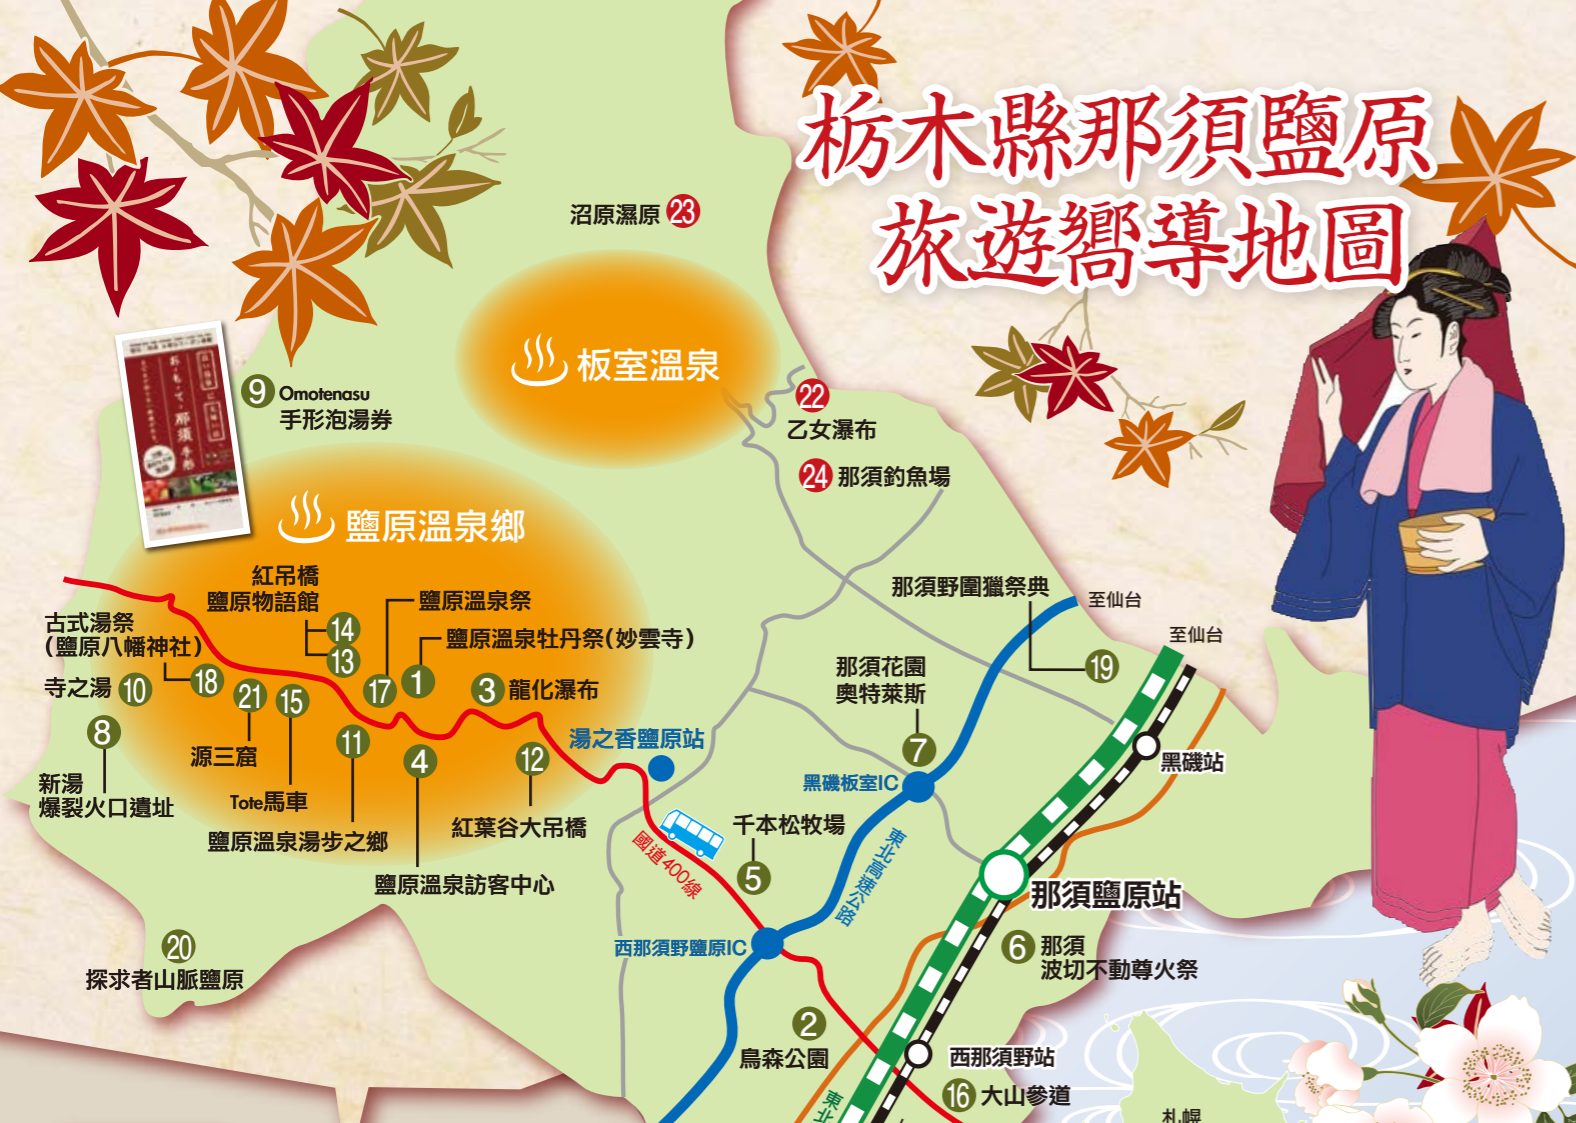 栃木縣那須鹽原
旅遊嚮導地圖
沼原濕原 23
板室溫泉
9 Omotenasu
手形泡湯券
おもて那須手形
22
乙女瀑布
24 那須釣魚場
鹽原溫泉鄉
紅吊橋
鹽原物語館
14
13
17
鹽原溫泉祭
1
鹽原溫泉牡丹祭(妙雲寺)
古式湯祭
(鹽原八幡神社)
18
寺之湯 10
3 龍化瀑布
21
源三窟
15
Tote馬車
8
新湯
爆裂火口遺址
11
鹽原溫泉湯步之鄉
4
鹽原溫泉訪客中心
12
紅葉谷大吊橋
湯之香鹽原站
那須野圍獵祭典
19
至仙台
至仙台
那須花園
奧特萊斯
7
黑磯板室IC
黑磯站
國道400線
千本松牧場
5
東北高速公路
那須鹽原站
西那須野鹽原IC
6 那須
波切不動尊火祭
20
探求者山脈鹽原
2
鳥森公園
西那須野站
16 大山參道
東北
札幌